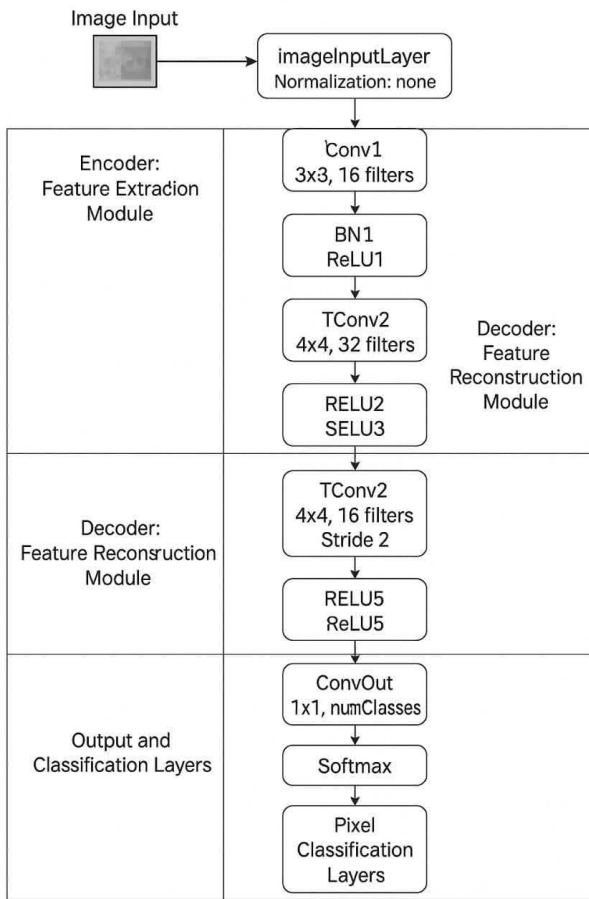 Image Input
imageInputLayer
Normalization: none
Encoder:
Feature Extradion
Module
Conv1
3x3, 16 filters
BN1
ReLU1
TConv2
4x4, 32 filters
Decoder:
Feature
Reconstruction
Module
RELU2
SELU3
Decoder:
Feature Reconsruction
Module
TConv2
4x4, 16 filters
Stride 2
RELU5
ReLU5
Output and
Classification Layers
ConvOut
1x1, numClasses
Softmax
Pixel
Classification
Layers